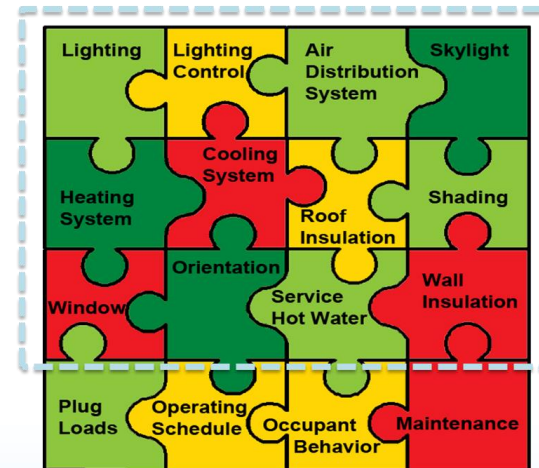 Lighting
Lighting
Control
Air
Distribution
System
Skylight
Heating
System
Cooling
System
Roof
Insulation
Shading
Window
Orientation
Service
Hot Water
Wall
Insulation
Plug
Loads
Operating
Schedule
Occupant
Behavior
Maintenance